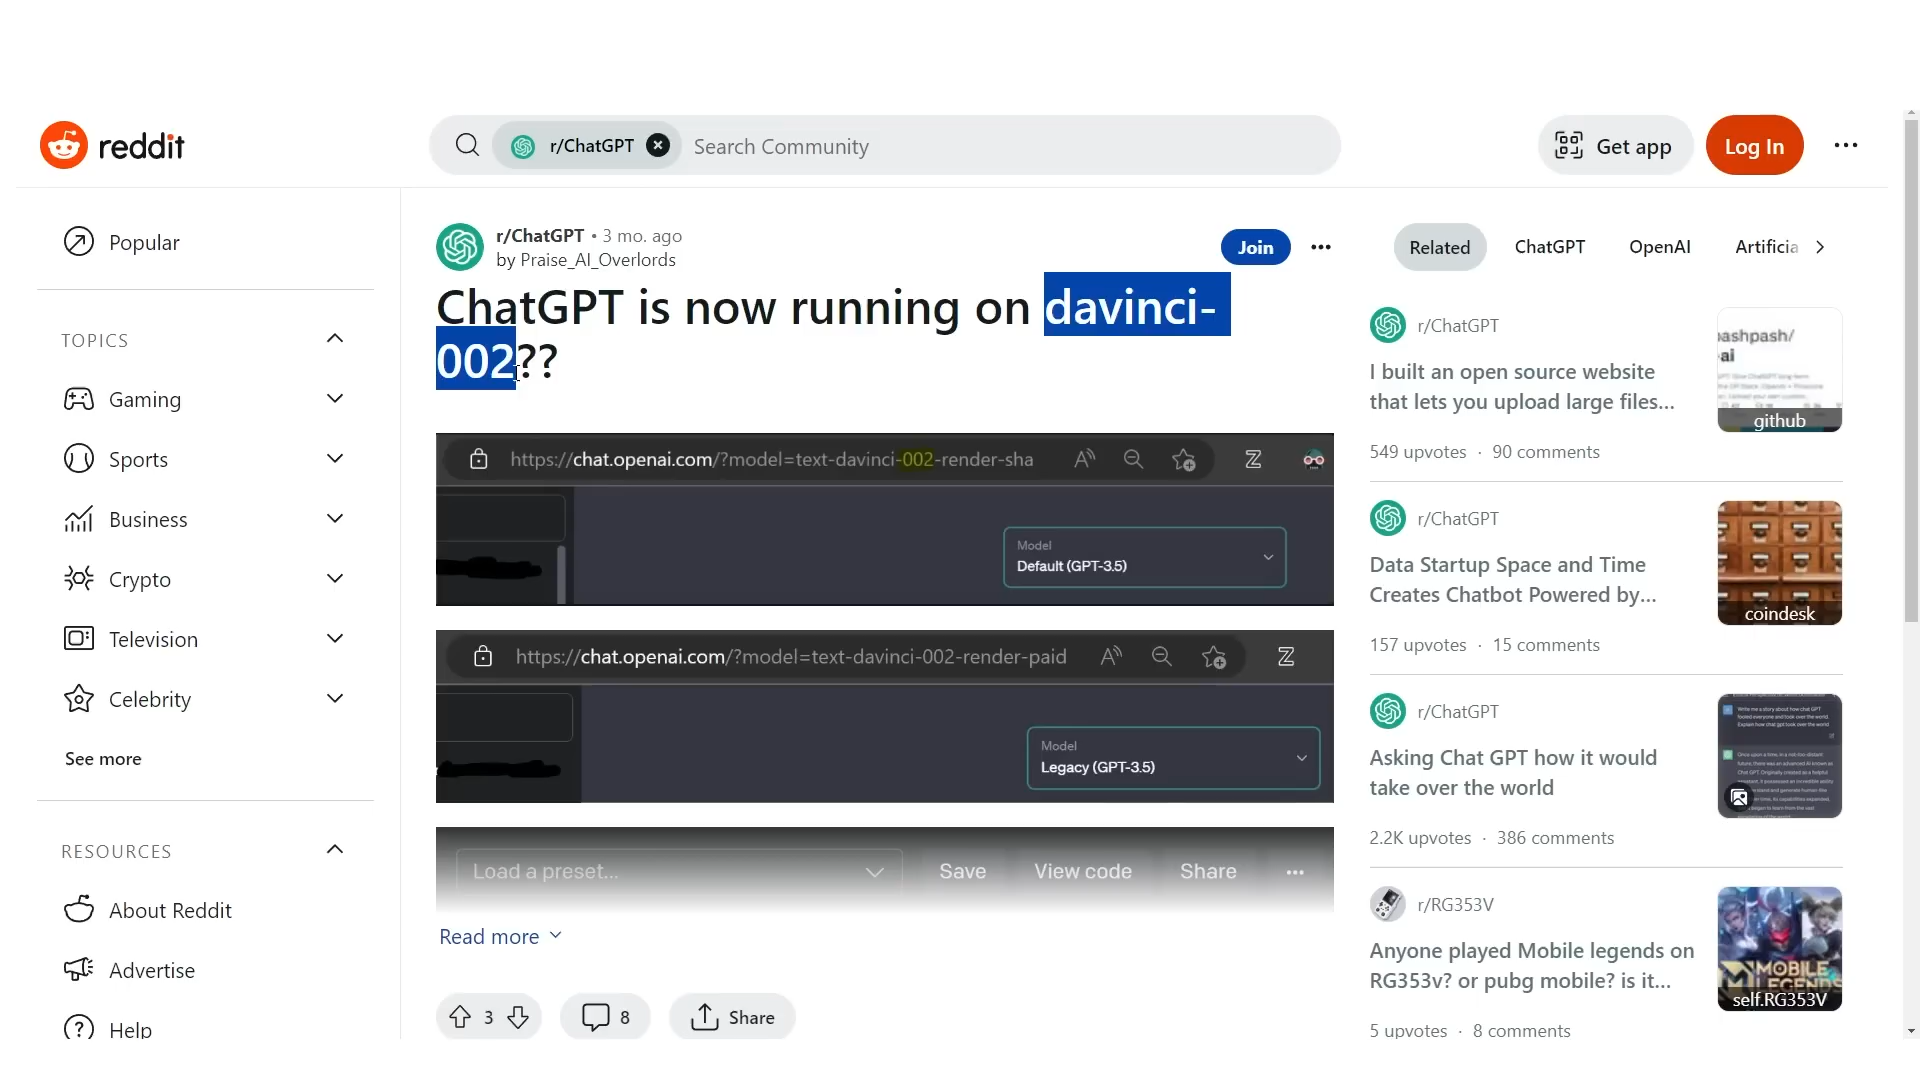 reddit
r/ChatGPT
Search Community
Get app
Log In
Popular
TOPICS
Gaming
Sports
Business
Crypto
Television
Celebrity
See more
RESOURCES
About Reddit
Advertise
Help
r/ChatGPT • 3 mo. ago
by Praise_AI_Overlords
Join
ChatGPT is now running on davinci-
002??
https://chat.openai.com/?model=text-davinci-002-render-sha
Model
Default (GPT-3.5)
https://chat.openai.com/?model=text-davinci-002-render-paid
Model
Legacy (GPT-3.5)
Load a preset...
Save
View code
Share
Read more
3
8
Share
Related
ChatGPT
OpenAI
Artificia
r/ChatGPT
I built an open source website
that lets you upload large files...
549 upvotes · 90 comments
pashpash/
ai
github
r/ChatGPT
Data Startup Space and Time
Creates Chatbot Powered by...
157 upvotes · 15 comments
coindesk
r/ChatGPT
Asking Chat GPT how it would
take over the world
2.2K upvotes · 386 comments
r/RG353V
Anyone played Mobile legends on
RG353v? or pubg mobile? is it...
5 upvotes · 8 comments
MOBILE
LEGENDS
self.RG353V